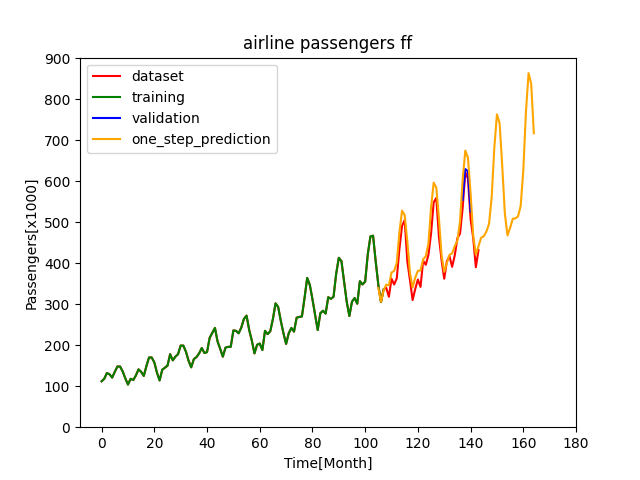 airline passengers ff
dataset
training
validation
one_step_prediction
Passengers[x1000]
900
800
700
600
500
400
300
200
100
0
0 20 40 60 80 100 120 140 160 180
Time[Month]